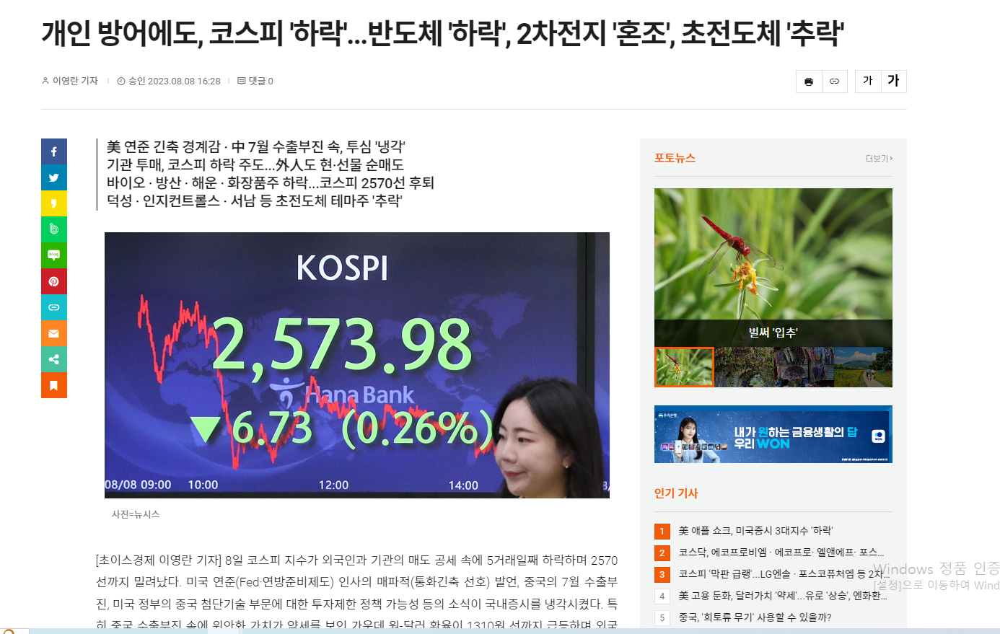 개인 방어에도, 코스피 '하락'...반도체 '하락', 2차전지 '혼조', 초전도체 '추락'
이영란 기자
승인 2023.08.08 16:28
댓글 0
가 가
美 연준 긴축 경계감 · 中 7월 수출부진 속, 투심 '냉각'
기관 투매, 코스피 하락 주도...外人도 현·선물 순매도
바이오 · 방산 · 해운 · 화장품주 하락...코스피 2570선 후퇴
덕성 · 인지컨트롤스 · 서남 등 초전도체 테마주 '추락'
KOSPI
2,573.98
Hana Bank
▼6.73 (0.26%)
08/08 09:00 10:00 12:00 14:00
사진=뉴시스
[초이스경제 이영란 기자] 8일 코스피 지수가 외국인과 기관의 매도 공세 속에 5거래일째 하락하며 2570
선까지 밀려났다. 미국 연준(Fed·연방준비제도) 인사의 매파적(통화긴축 선호) 발언, 중국의 7월 수출부
진, 미국 정부의 중국 첨단기술 부문에 대한 투자제한 정책 가능성 등의 소식이 국내증시를 냉각시켰다. 특
히 중국 수출부진 속에 위안화 가치가 약세를 보인 가운데 원-달러 환율이 1310원 선까지 급등하며 외국
포토뉴스
더보기
벌써 '입추'
우리은행
내가 원하는 금융생활의 답
우리 WON
WON
인기 기사
1 美 애플 쇼크, 미국증시 3대지수 '하락'
2 코스닥, 에코프로비엠 · 에코프로· 엘앤에프· 포스...
3 코스피 '막판 급랭'...LG엔솔 · 포스코퓨처엠 등 2차...
4 美 고용 둔화, 달러가치 '약세'...유로 '상승', 엔화환...
5 중국, '희토류 무기' 사용할 수 있을까?
Windows 정품 인증
[설정]으로 이동하여 Wind